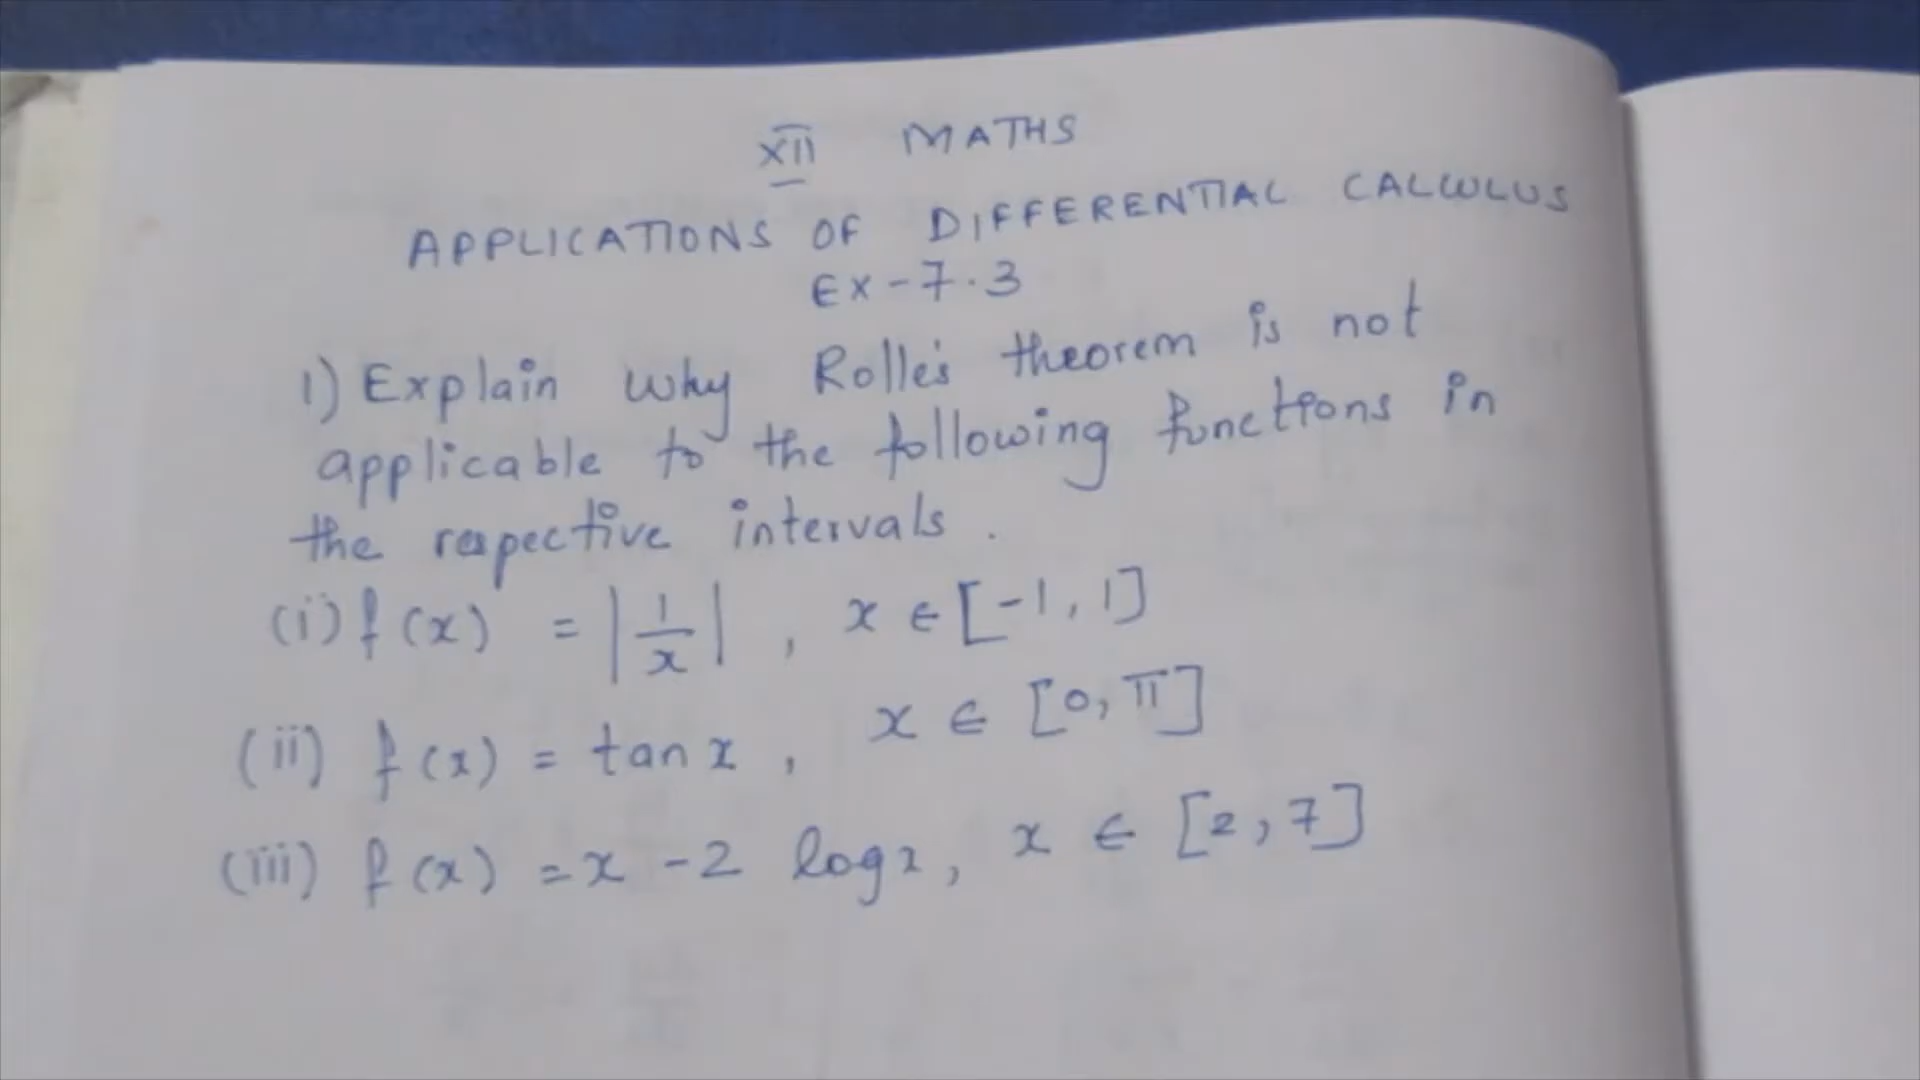 XII MATHS
APPLICATIONS OF DIFFERENTIAL CALCULUS
EX-7.3
1) Explain why Rolle's theorem is not
applicable to the following functions in
the respective intervals.
(i) f(x) = |1/x|, x ∈ [-1, 1]
(ii) f(x) = tan x, x ∈ [0, π]
(iii) f(x) = x - 2 log x, x ∈ [2, 7]